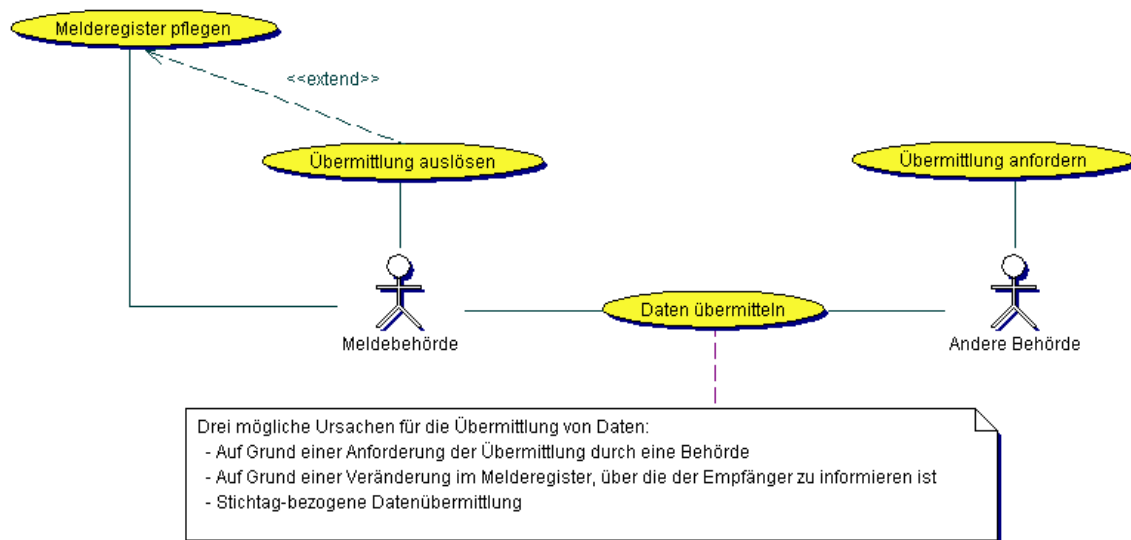 Melderegister pflegen
<<extend>>
Übermittlung auslösen
Übermittlung anfordern
Daten übermitteln
Meldebehörde
Andere Behörde
Drei mögliche Ursachen für die Übermittlung von Daten:
- Auf Grund einer Anforderung der Übermittlung durch eine Behörde
- Auf Grund einer Veränderung im Melderegister, über die der Empfänger zu informieren ist
- Stichtag-bezogene Datenübermittlung